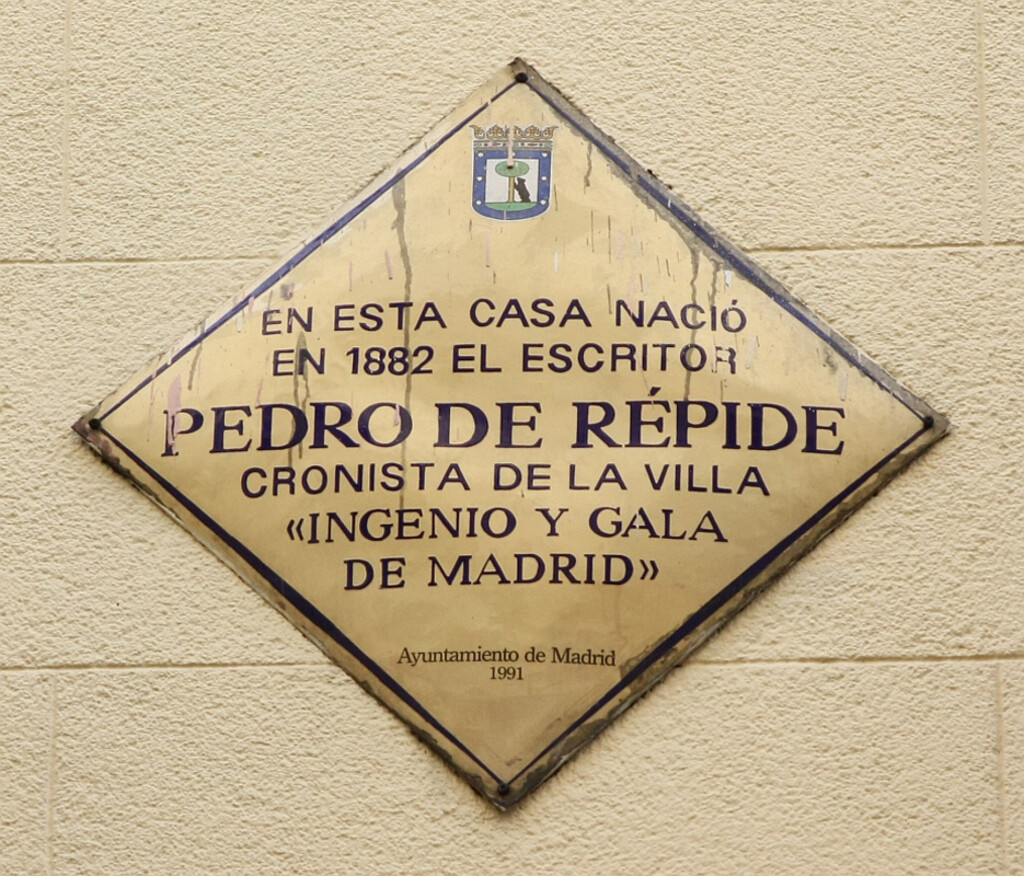 EN ESTA CASA NACIÓ
EN 1882 EL ESCRITOR
PEDRO DE RÉPIDE
CRONISTA DE LA VILLA
«INGENIO Y GALA
DE MADRID»
Ayuntamiento de Madrid
1991